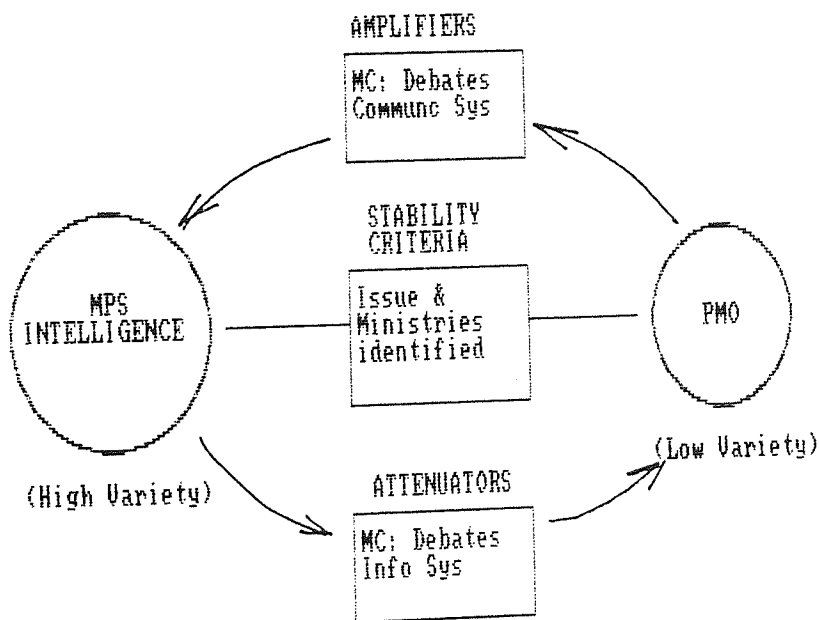 AMPLIFIERS
MC: Debates
Communc Sys
STABILITY
CRITERIA
MPS
INTELLIGENCE
Issue &
Ministries
identified
PMO
(High Variety)
(Low Variety)
ATTENUATORS
MC: Debates
Info Sys